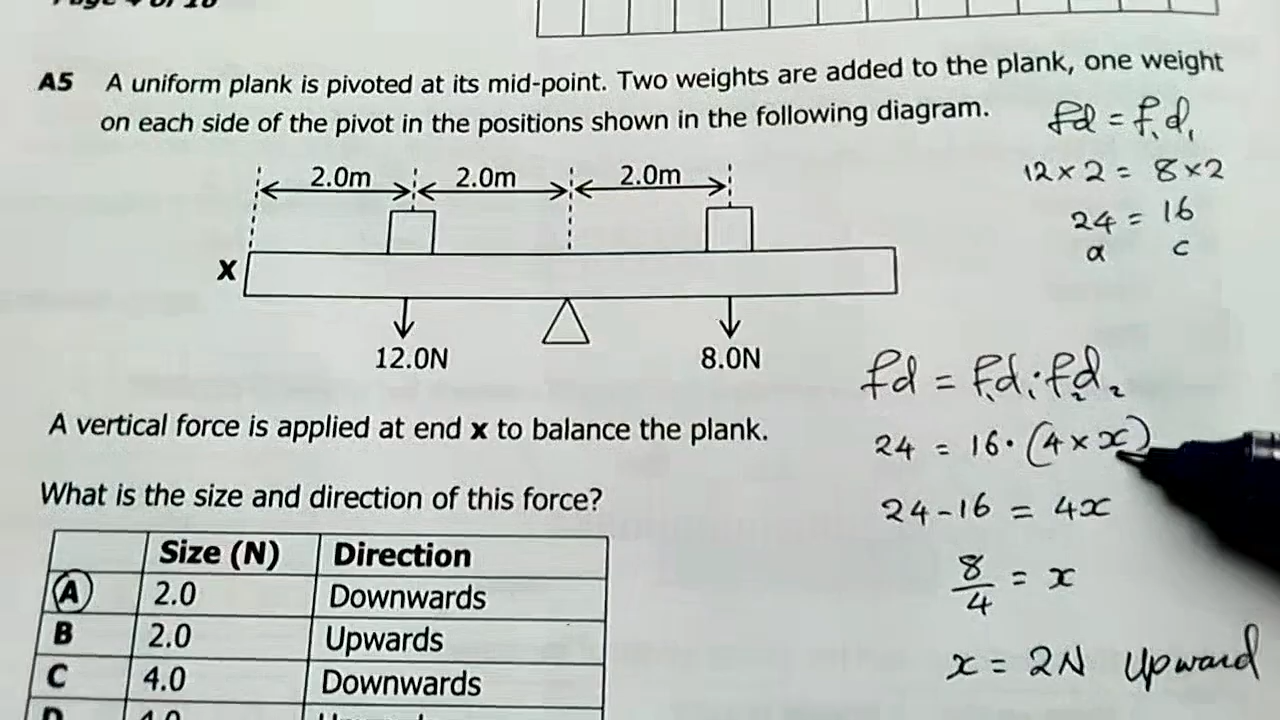 A5 A uniform plank is pivoted at its mid-point. Two weights are added to the plank, one weight
on each side of the pivot in the positions shown in the following diagram.
fd = f₁d₁
12 × 2 = 8 × 2
24 = 16
a c
2.0m 2.0m 2.0m
X
12.0N 8.0N
A vertical force is applied at end x to balance the plank.
What is the size and direction of this force?
fd = f₁d₁ · f₂d₂
24 = 16 · (4 × x)
24 - 16 = 4x
8/4 = x
x = 2N Upward
Size (N) Direction
A 2.0 Downwards
B 2.0 Upwards
C 4.0 Downwards